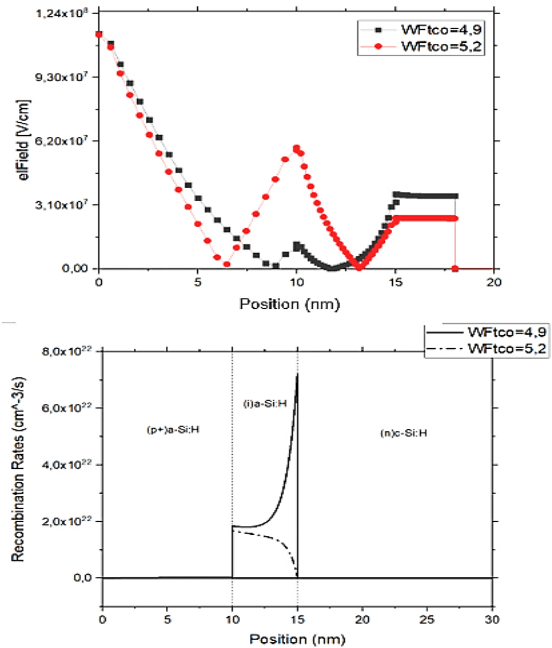 1,24x10⁸
9,30x10⁷
6,20x10⁷
3,10x10⁷
0,00
elField [V/cm]
WFtco=4,9
WFtco=5,2
0 5 10 15 20
Position (nm)
WFtco=4,9
WFtco=5,2
8,0x10²²
6,0x10²²
4,0x10²²
2,0x10²²
0,0
Recombination Rates (cm^-3/s)
(p+)a-Si:H
(i)a-Si:H
(n)c-Si:H
0 5 10 15 20 25 30
Position (nm)